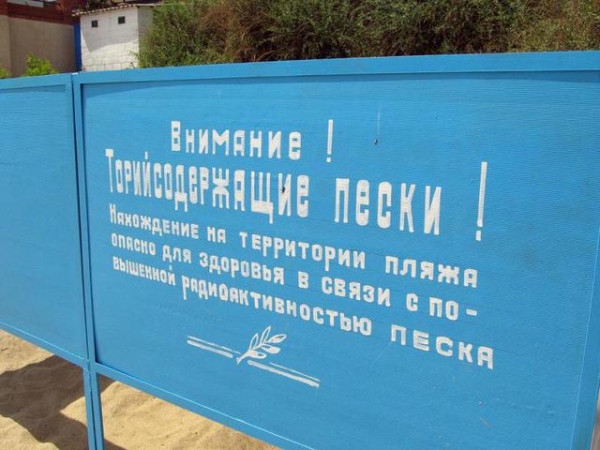 Внимание !
Торийсодержащие пески !
Нахождение на территории пляжа
опасно для здоровья в связи с по-
вышенной радиоактивностью песка